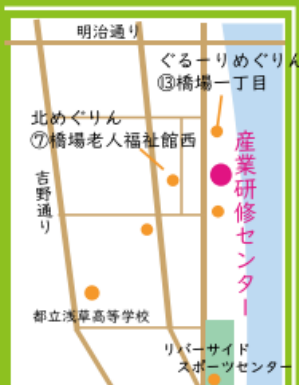 明治通り
ぐるーりめぐりん
⑬橋場一丁目
北めぐりん
⑦橋場老人福祉館西
産業研修センター
吉野通り
都立浅草高等学校
リバーサイド
スポーツセンター